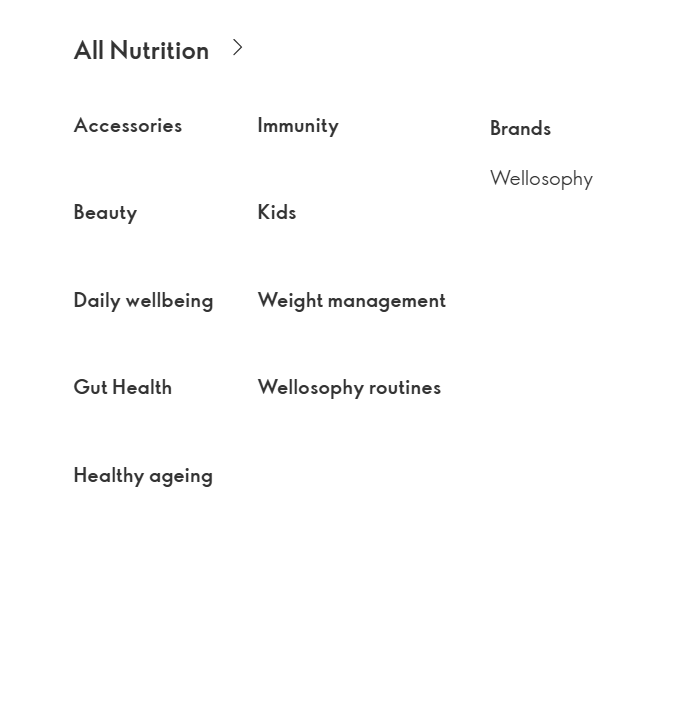 All Nutrition
Accessories
Beauty
Daily wellbeing
Gut Health
Healthy ageing
Immunity
Kids
Weight management
Wellosophy routines
Brands
Wellosophy